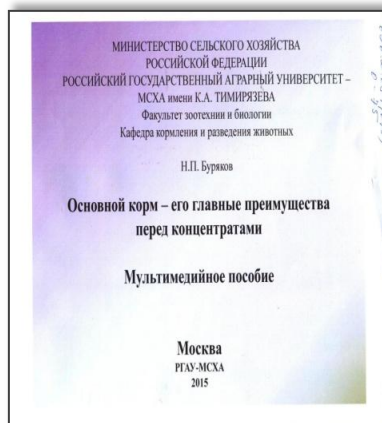 МИНИСТЕРСТВО СЕЛЬСКОГО ХОЗЯЙСТВА
РОССИЙСКОЙ ФЕДЕРАЦИИ
РОССИЙСКИЙ ГОСУДАРСТВЕННЫЙ АГРАРНЫЙ УНИВЕРСИТЕТ –
МСХА имени К.А. ТИМИРЯЗЕВА
Факультет зоотехнии и биологии
Кафедра кормления и разведения животных
Н.П. Буряков
Основной корм – его главные преимущества
перед концентратами
Мультимедийное пособие
Москва
РГАУ-МСХА
2015